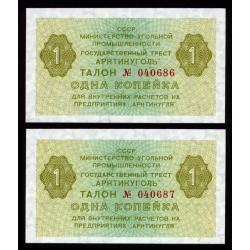 СССР
МИНИСТЕРСТВО УГОЛЬНОЙ
ПРОМЫШЛЕННОСТИ
ГОСУДАРСТВЕННЫЙ ТРЕСТ
"АРКТИКУГОЛЬ"
1 ТАЛОН № 040686 1
ОДНА КОПЕЙКА
ДЛЯ ВНУТРЕННИХ РАСЧЕТОВ НА
ПРЕДПРИЯТИЯХ "АРКТИКУГЛЯ"
СССР
МИНИСТЕРСТВО УГОЛЬНОЙ
ПРОМЫШЛЕННОСТИ
ГОСУДАРСТВЕННЫЙ ТРЕСТ
"АРКТИКУГОЛЬ"
1 ТАЛОН № 040687 1
ОДНА КОПЕЙКА
ДЛЯ ВНУТРЕННИХ РАСЧЕТОВ НА
ПРЕДПРИЯТИЯХ "АРКТИКУГЛЯ"